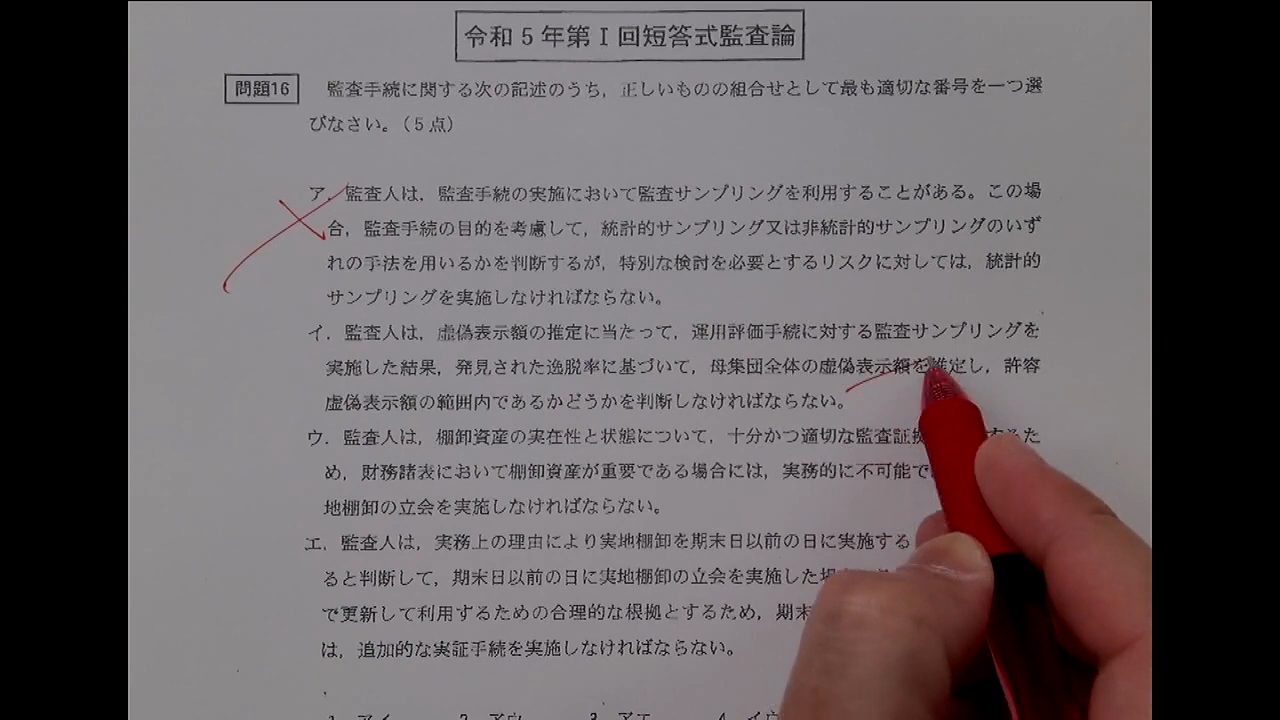 令和5年第Ⅰ回短答式監査論
問題16 監査手続に関する次の記述のうち，正しいものの組合せとして最も適切な番号を一つ選
びなさい。（5点）
ア．監査人は，監査手続の実施において監査サンプリングを利用することがある。この場
合，監査手続の目的を考慮して，統計的サンプリング又は非統計的サンプリングのいず
れの手法を用いるかを判断するが，特別な検討を必要とするリスクに対しては，統計的
サンプリングを実施しなければならない。
イ．監査人は，虚偽表示額の推定に当たって，運用評価手続に対する監査サンプリングを
実施した結果，発見された逸脱率に基づいて，母集団全体の虚偽表示額を推定し，許容
虚偽表示額の範囲内であるかどうかを判断しなければならない。
ウ．監査人は，棚卸資産の実在性と状態について，十分かつ適切な監査証拠 するた
め，財務諸表において棚卸資産が重要である場合には，実務的に不可能で
地棚卸の立会を実施しなければならない。
エ．監査人は，実務上の理由により実地棚卸を期末日以前の日に実施する
ると判断して，期末日以前の日に実地棚卸の立会を実施した場
で更新して利用するための合理的な根拠とするため，期末
は，追加的な実証手続を実施しなければならない。
1．アイ 2．アウ 3．アエ 4．イウ